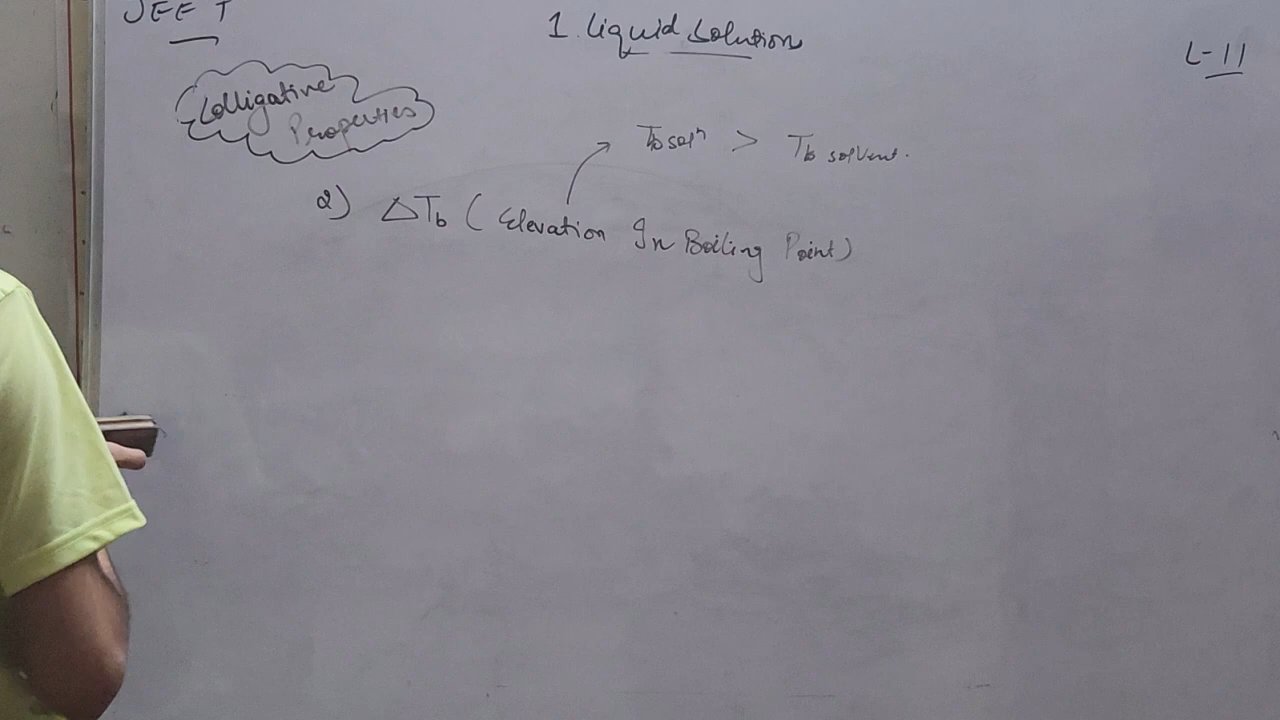 JEE T
1. Liquid Solution
L-11
Colligative
Properties
Tb solⁿ > Tb solvent.
2) ΔTb ( Elevation In Boiling Point )